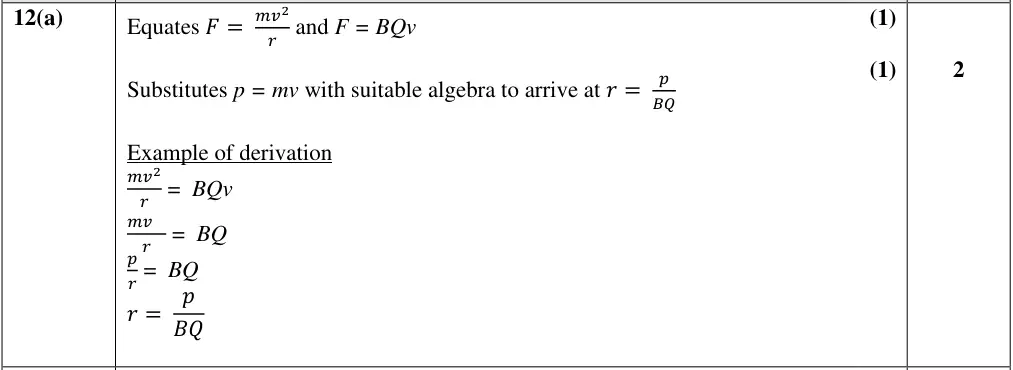 12(a)
Equates F = mv²/r and F = BQv (1)
Substitutes p = mv with suitable algebra to arrive at r = p/BQ (1) 2
Example of derivation
mv²/r = BQv
mv/r = BQ
p/r = BQ
r = p/BQ